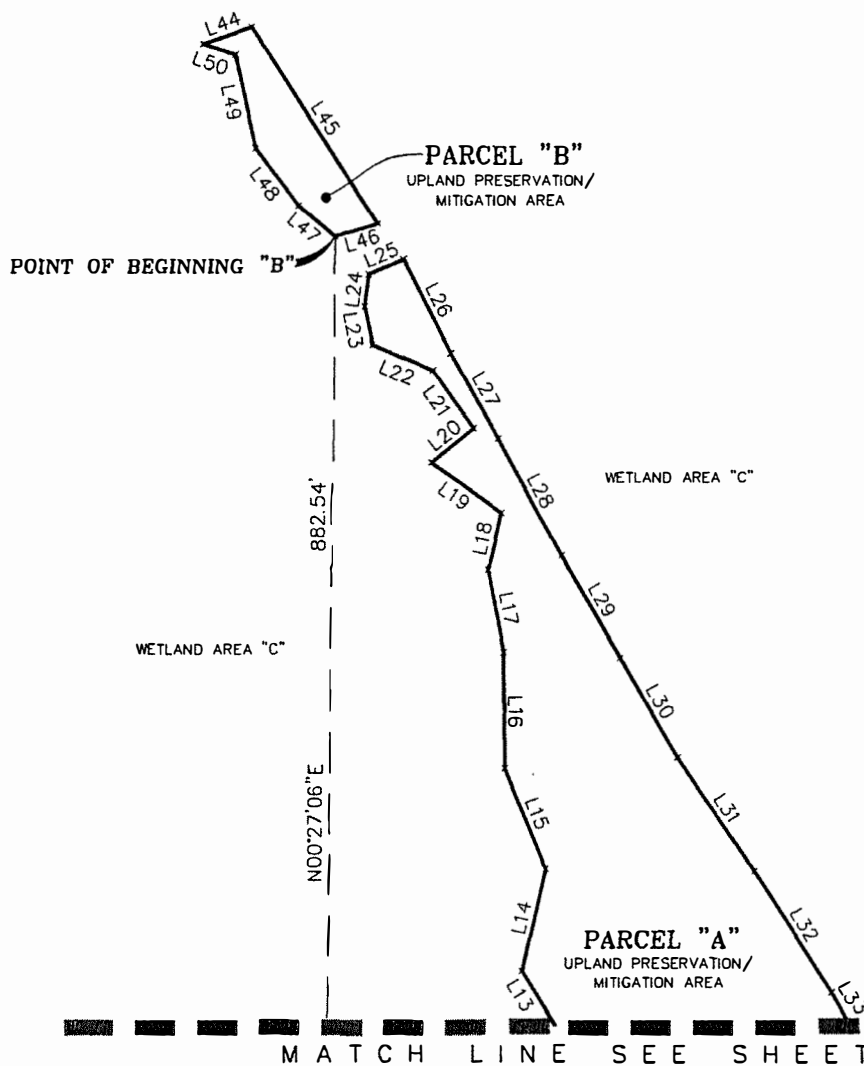 L44
L50
L49
L45
PARCEL "B"
UPLAND PRESERVATION/
MITIGATION AREA
L48
L47
L46
POINT OF BEGINNING "B"
L25
L24
L26
L23
L22
L27
L21
L20
WETLAND AREA "C"
L19
L28
882.54'
L18
L29
L17
WETLAND AREA "C"
L30
L16
L31
N00°27'06"E
L15
L32
L14
PARCEL "A"
UPLAND PRESERVATION/
MITIGATION AREA
L13
L33
MATCH LINE SEE SHEET